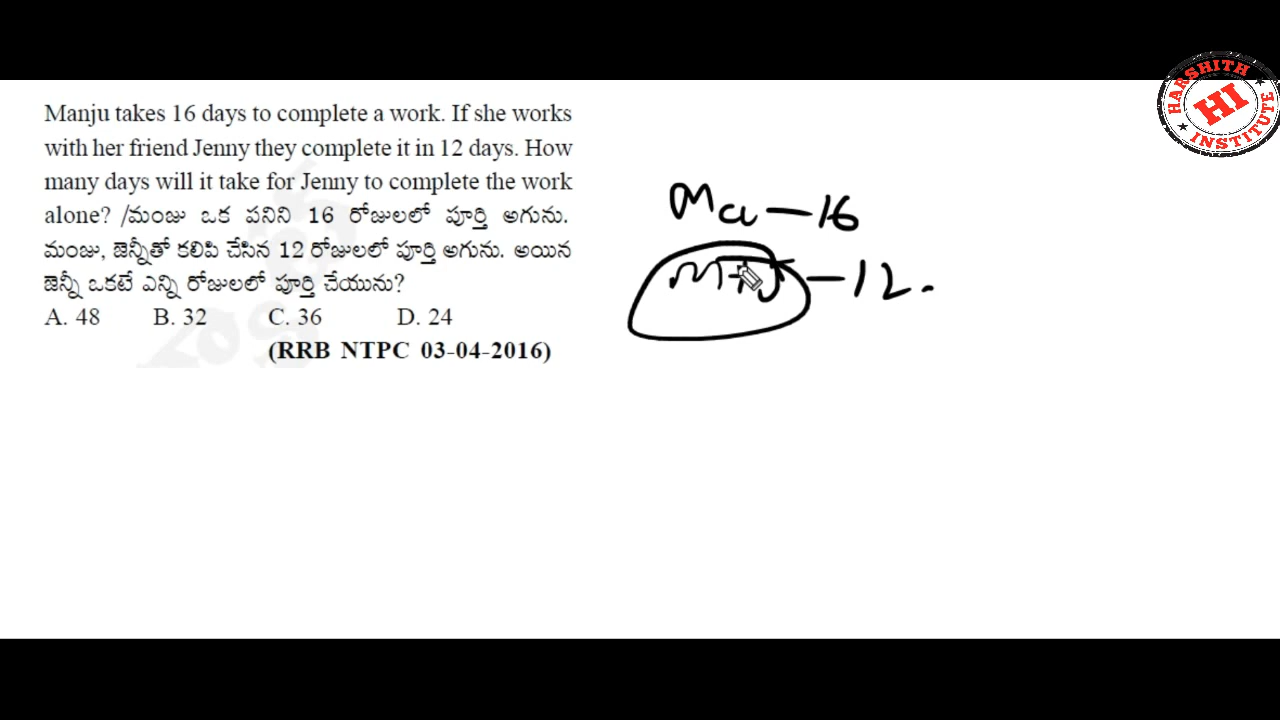 Manju takes 16 days to complete a work. If she works
with her friend Jenny they complete it in 12 days. How
many days will it take for Jenny to complete the work
alone? /మంజు ఒక పనిని 16 రోజులలో పూర్తి అగును.
మంజు, జెన్నీతో కలిపి చేసిన 12 రోజులలో పూర్తి అగును. అయిన
జెన్నీ ఒకటే ఎన్ని రోజులలో పూర్తి చేయును?
A. 48 B. 32 C. 36 D. 24
(RRB NTPC 03-04-2016)
Ma — 16
M+J — 12.
HARSHITH
HI
INSTITUTE